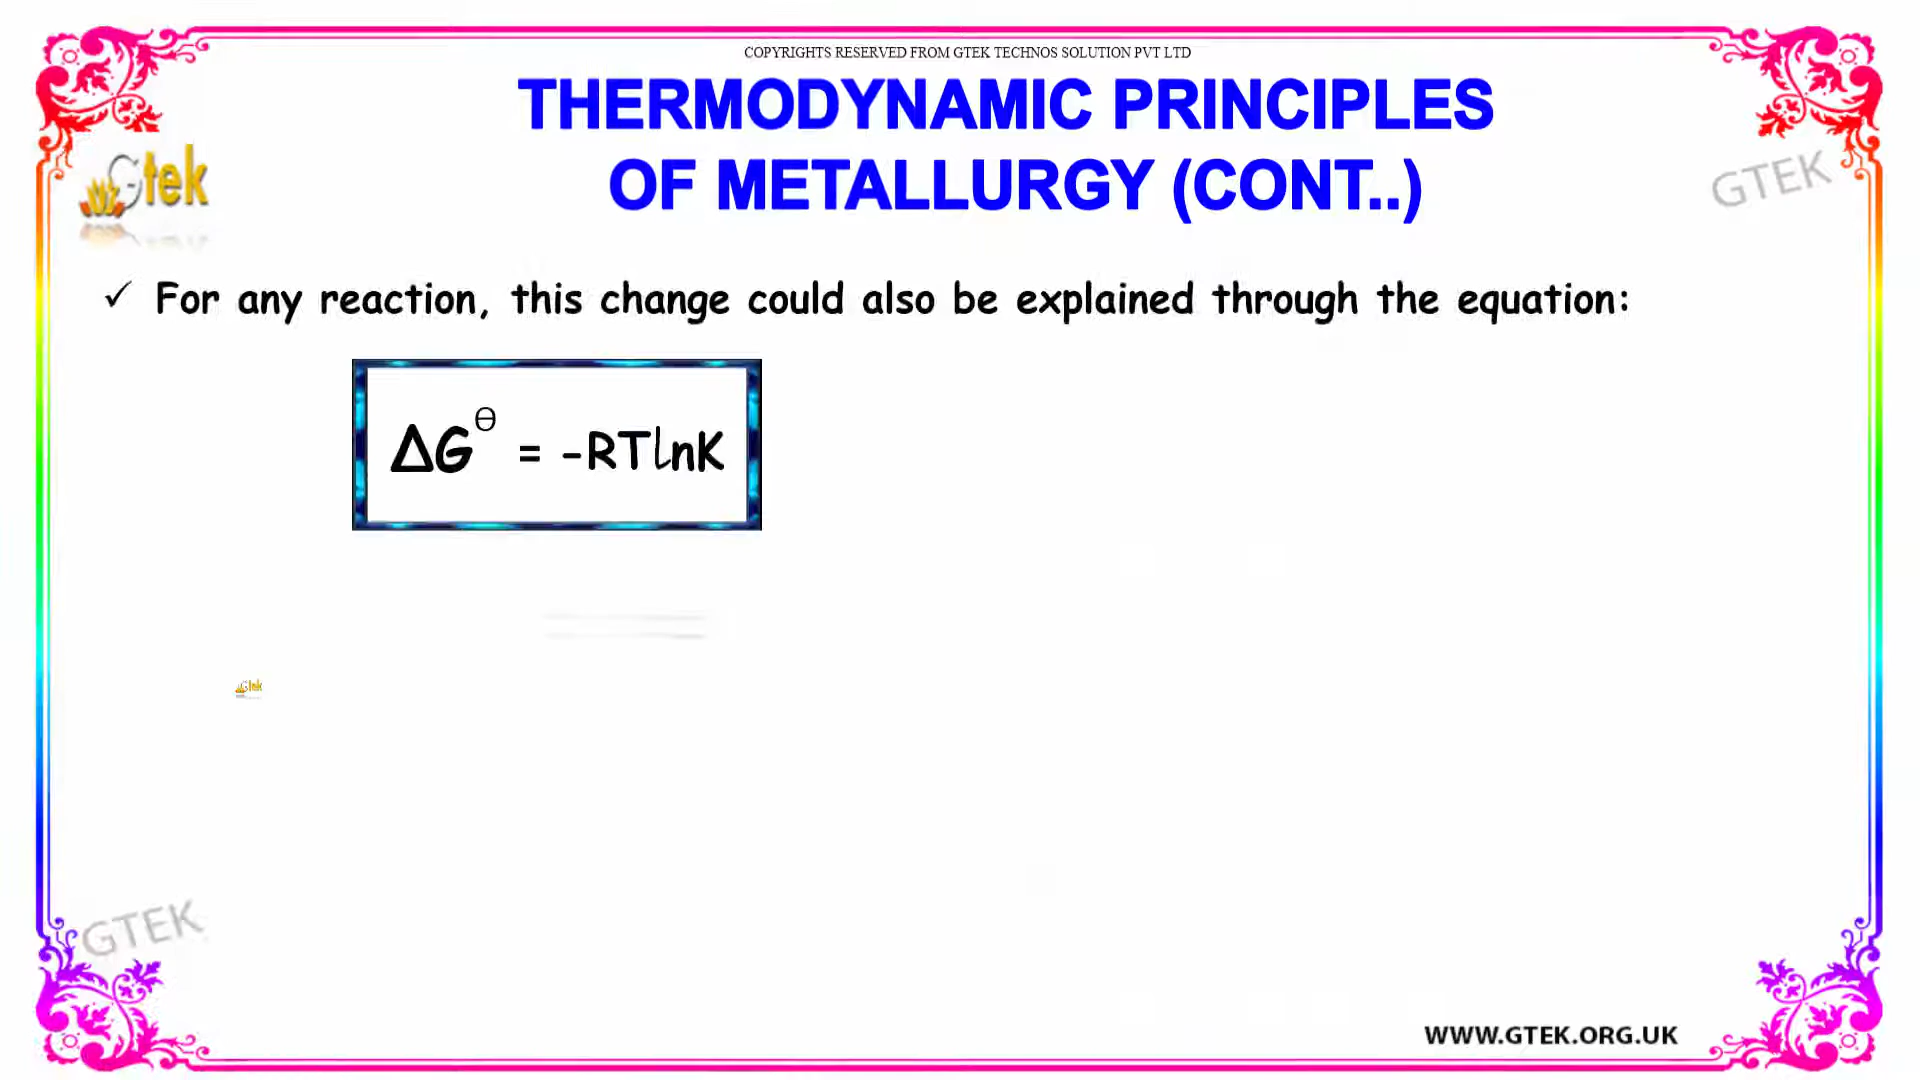 COPYRIGHTS RESERVED FROM GTEK TECHNOS SOLUTION PVT LTD
THERMODYNAMIC PRINCIPLES
OF METALLURGY (CONT..)
Gtek
GTEK
✓ For any reaction, this change could also be explained through the equation:
ΔG^⊖ = -RTlnK
Gtek
GTEK
WWW.GTEK.ORG.UK